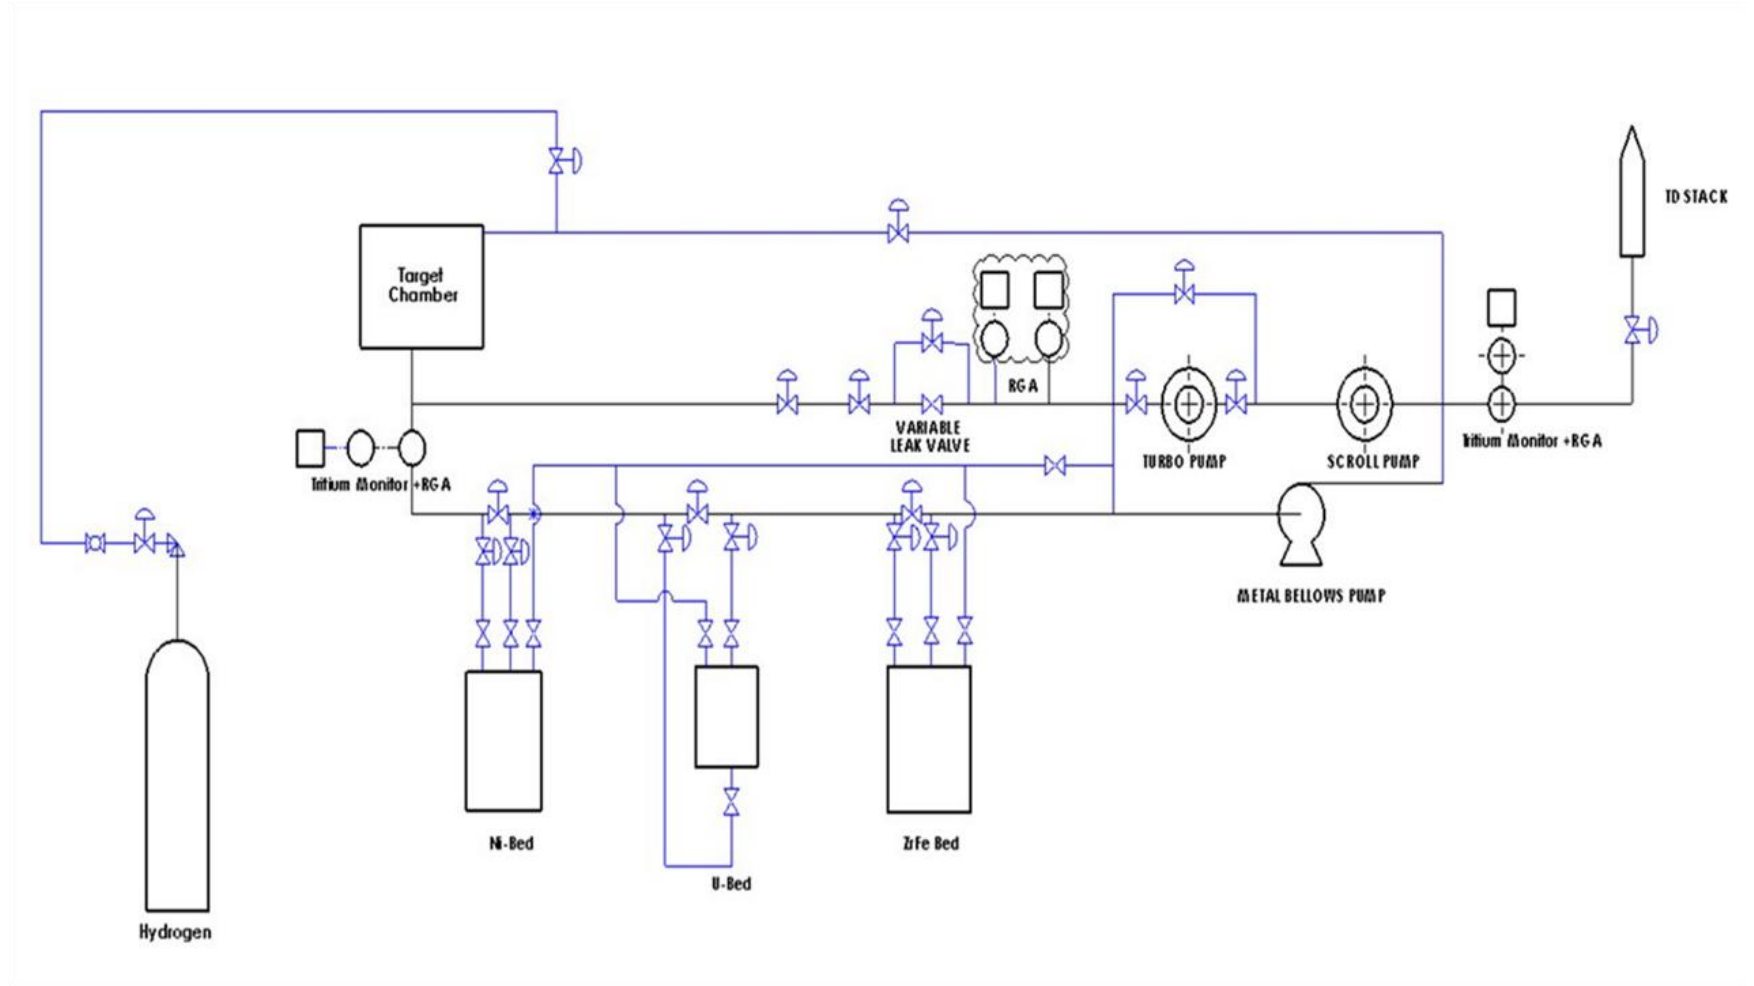 TD STACK
Target
Chamber
RGA
VARIABLE
LEAK VALVE
Tritium Monitor +RGA
TURBO PUMP
SCROLL PUMP
Tritium Monitor +RGA
METAL BELLOWS PUMP
Ni-Bed
ZrFe Bed
U-Bed
Hydrogen